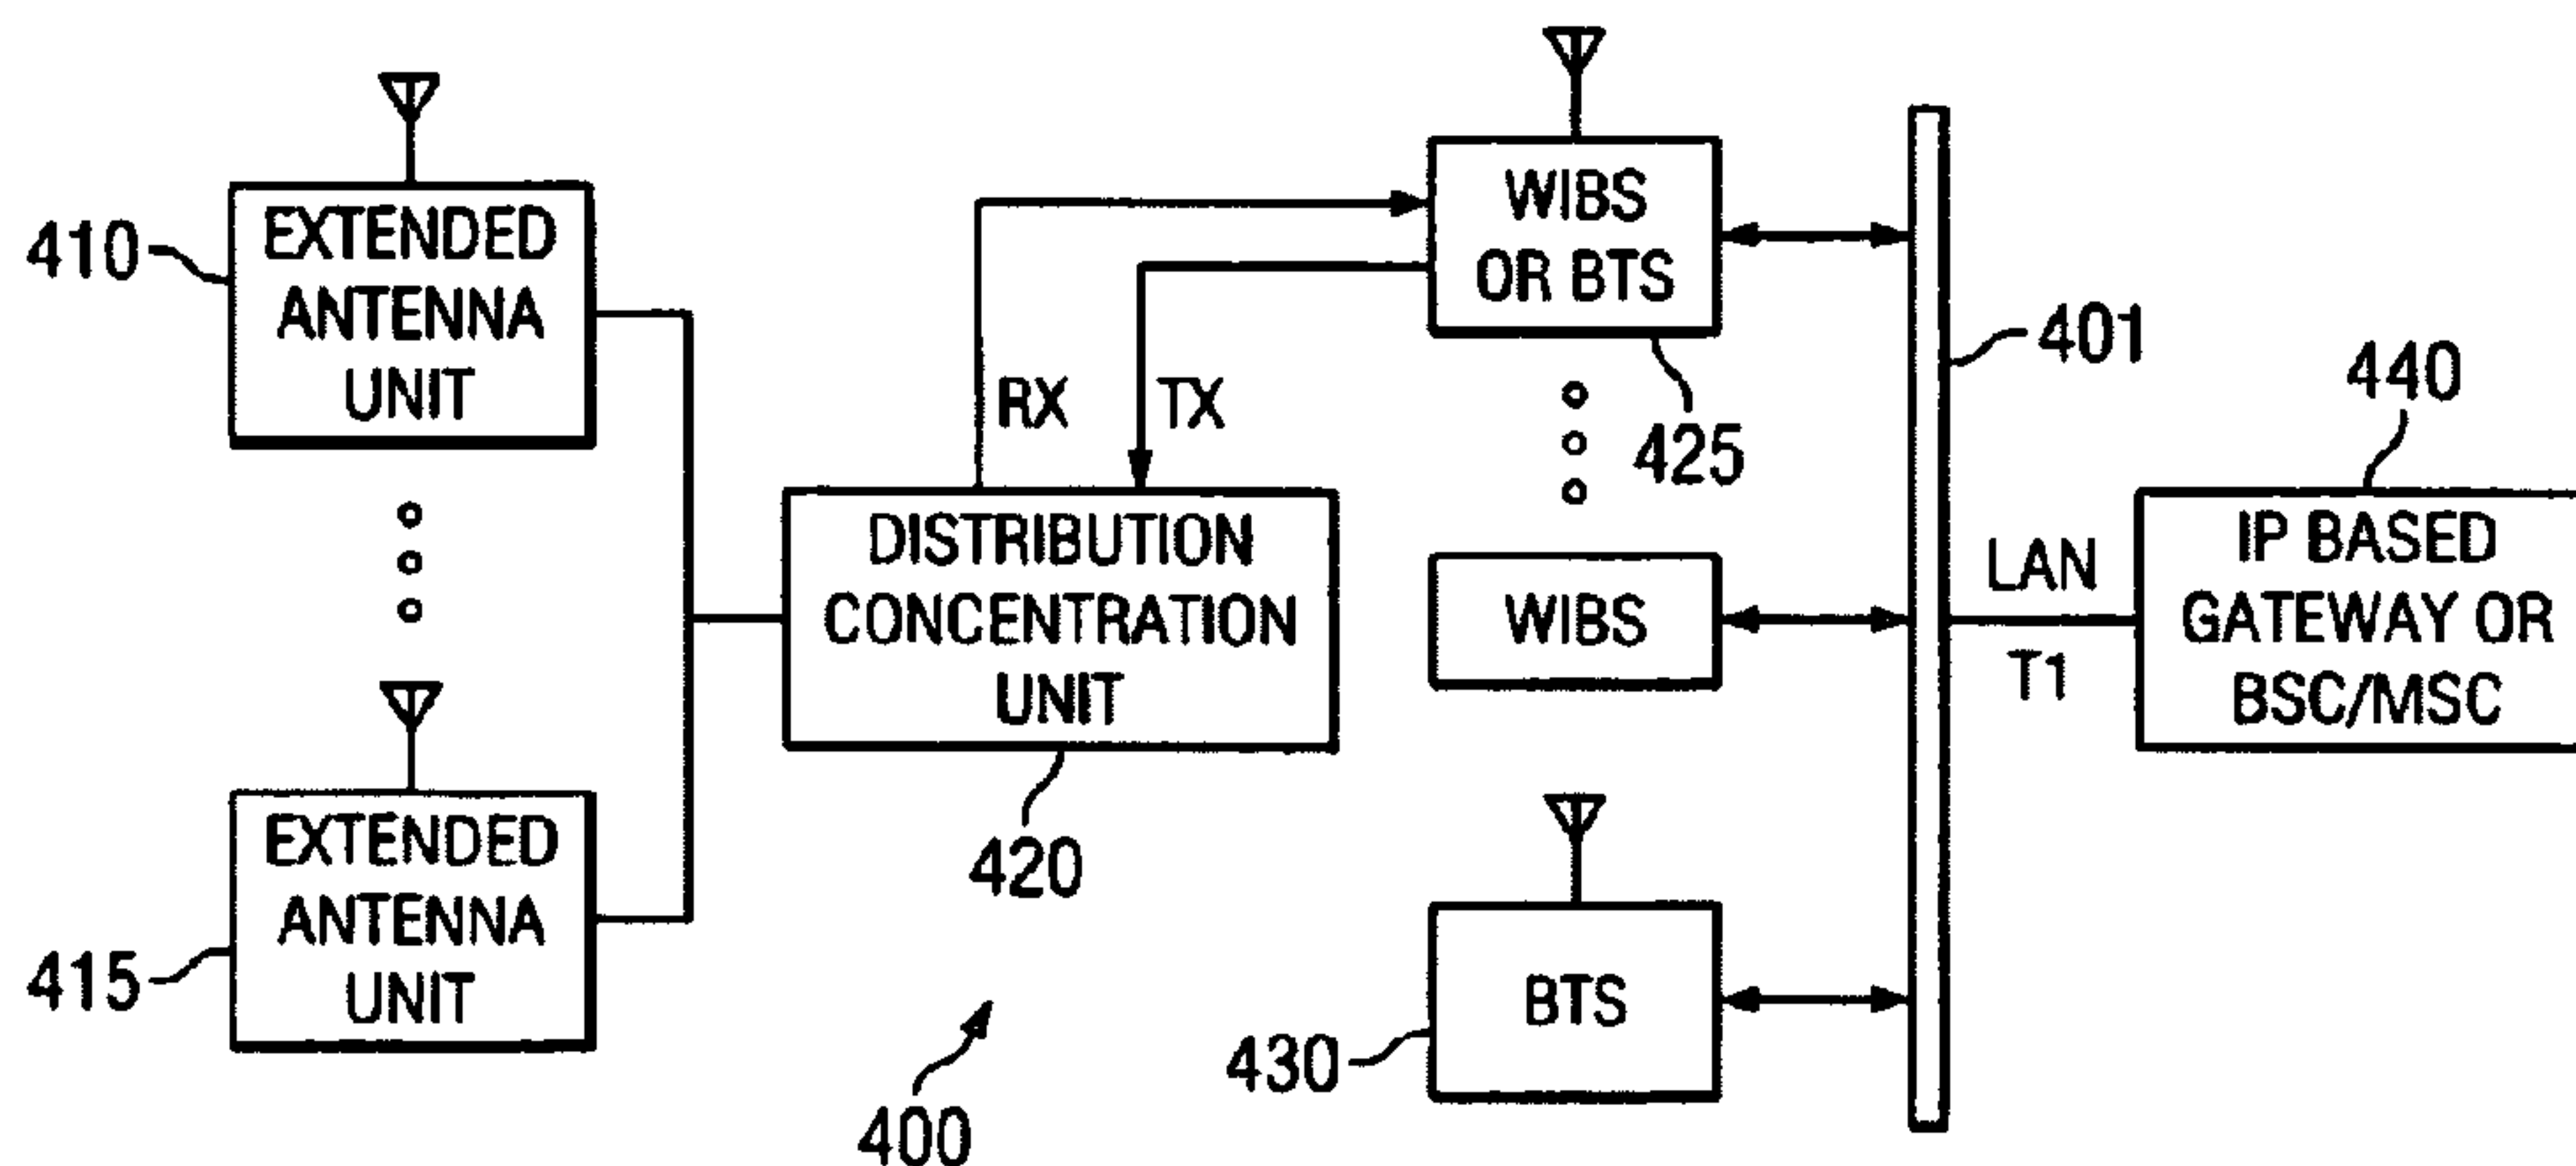 410
EXTENDED
ANTENNA
UNIT
415
EXTENDED
ANTENNA
UNIT
RX
TX
DISTRIBUTION
CONCENTRATION
UNIT
420
400
WIBS
OR BTS
425
WIBS
BTS
430
401
LAN
T1
440
IP BASED
GATEWAY OR
BSC/MSC